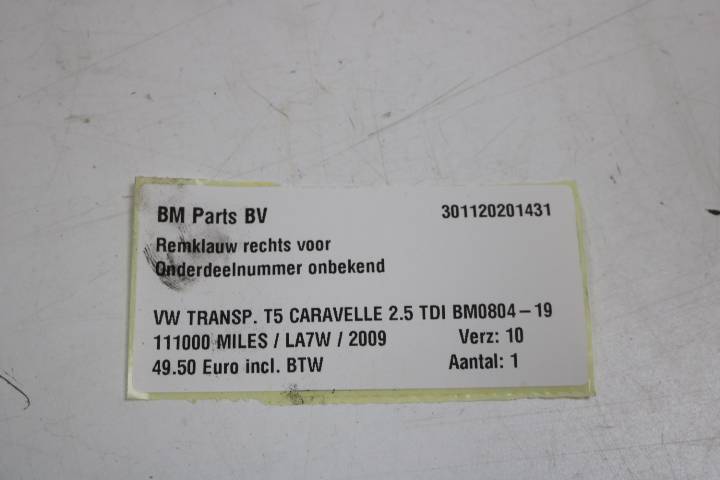 BM Parts BV 301120201431
Remklauw rechts voor
Onderdeelnummer onbekend
VW TRANSP. T5 CARAVELLE 2.5 TDI BM0804-19
111000 MILES / LA7W / 2009 Verz: 10
49.50 Euro incl. BTW Aantal: 1